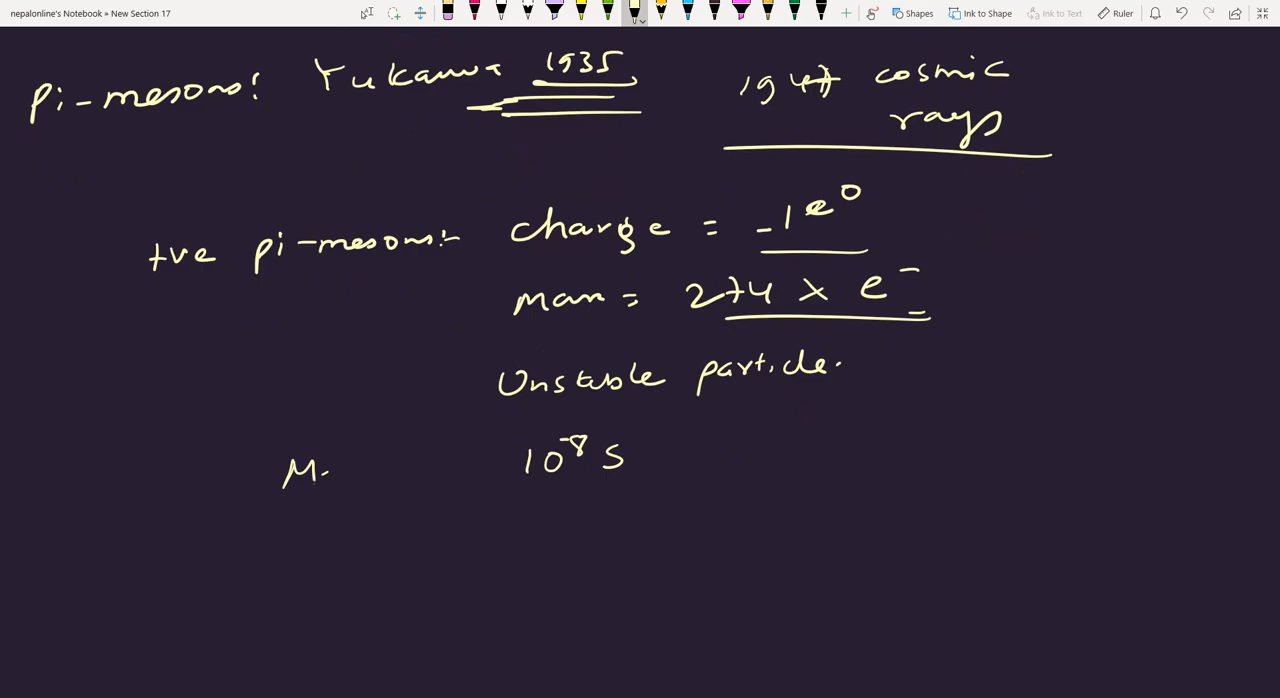 nepalonline's Notebook » New Section 17
Shapes Ink to Shape Ink to Text Ruler
Pi-mesons: Yukawa 1935 1947 cosmic rays
+ve pi-mesons:- charge = -1e⁰
mass = 274 × e⁻
Unstable particle.
M. 10⁻⁸ S